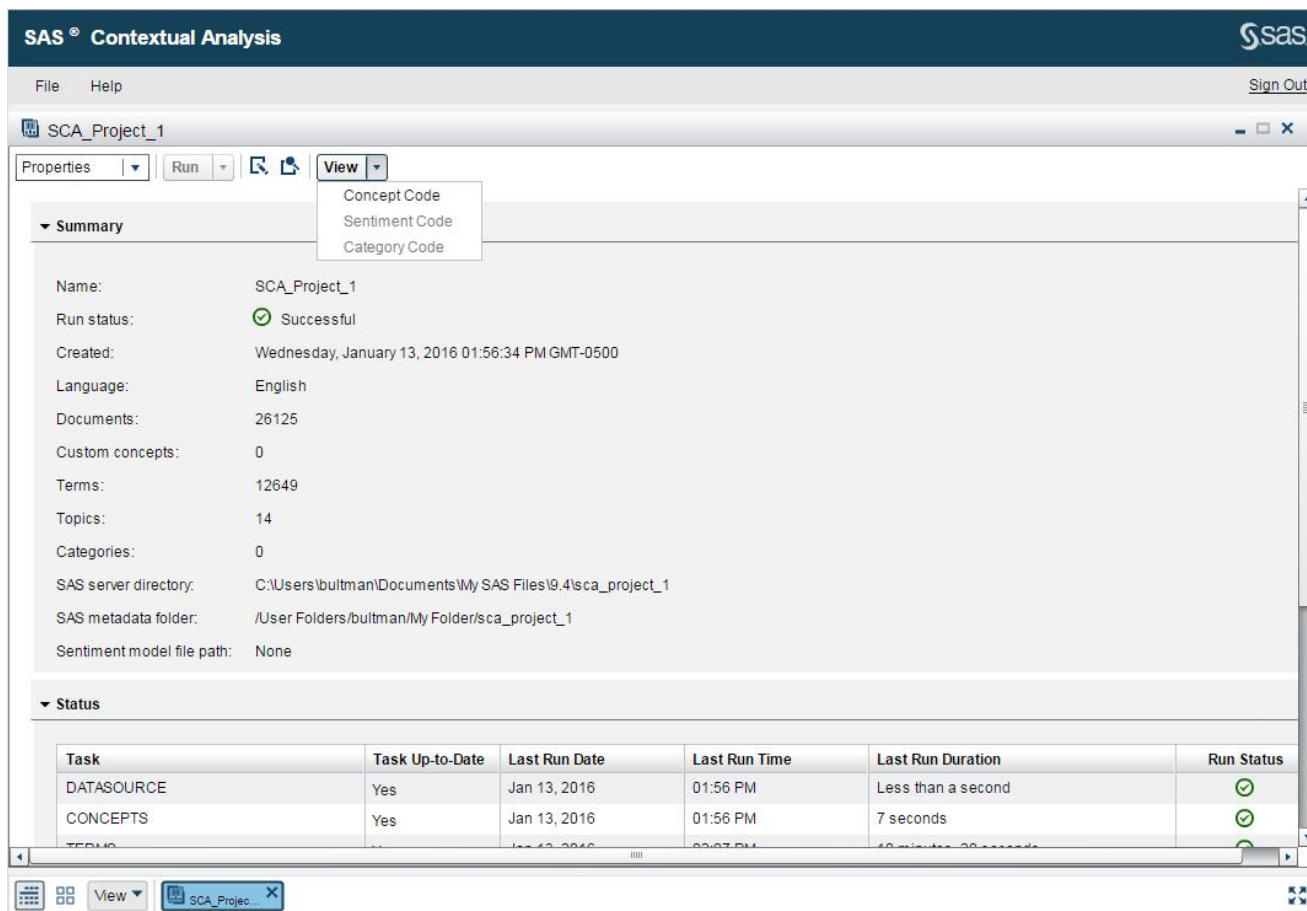 SAS ® Contextual Analysis
sas
File Help
Sign Out
SCA_Project_1
Properties Run View
Concept Code
Sentiment Code
Category Code
Summary
Name: SCA_Project_1
Run status: Successful
Created: Wednesday, January 13, 2016 01:56:34 PM GMT-0500
Language: English
Documents: 26125
Custom concepts: 0
Terms: 12649
Topics: 14
Categories: 0
SAS server directory: C:\Users\bultman\Documents\My SAS Files\9.4\sca_project_1
SAS metadata folder: /User Folders/bultman/My Folder/sca_project_1
Sentiment model file path: None
Status
Task Task Up-to-Date Last Run Date Last Run Time Last Run Duration Run Status
DATASOURCE Yes Jan 13, 2016 01:56 PM Less than a second
CONCEPTS Yes Jan 13, 2016 01:56 PM 7 seconds
TERMS Jan 13, 2016
View SCA_Projec...